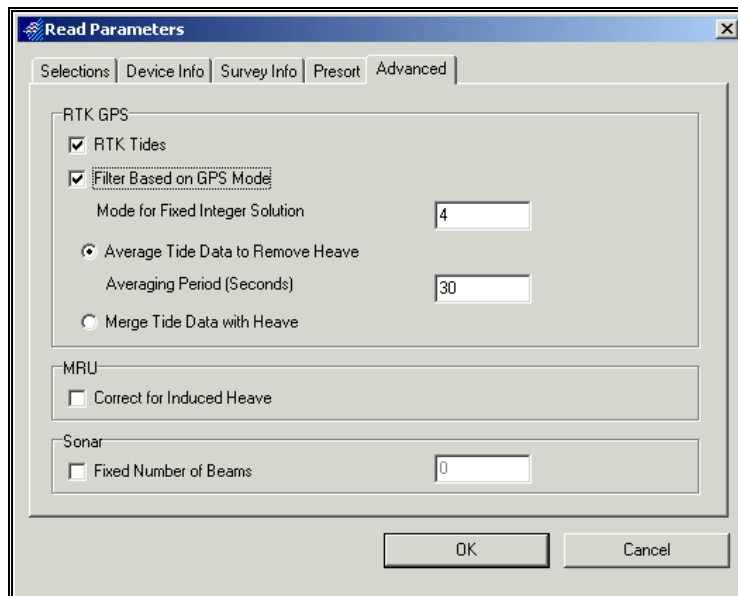 Read Parameters
Selections Device Info Survey Info Presort Advanced
RTK GPS
RTK Tides
Filter Based on GPS Mode
Mode for Fixed Integer Solution 4
Average Tide Data to Remove Heave
Averaging Period (Seconds) 30
Merge Tide Data with Heave
MRU
Correct for Induced Heave
Sonar
Fixed Number of Beams 0
OK Cancel